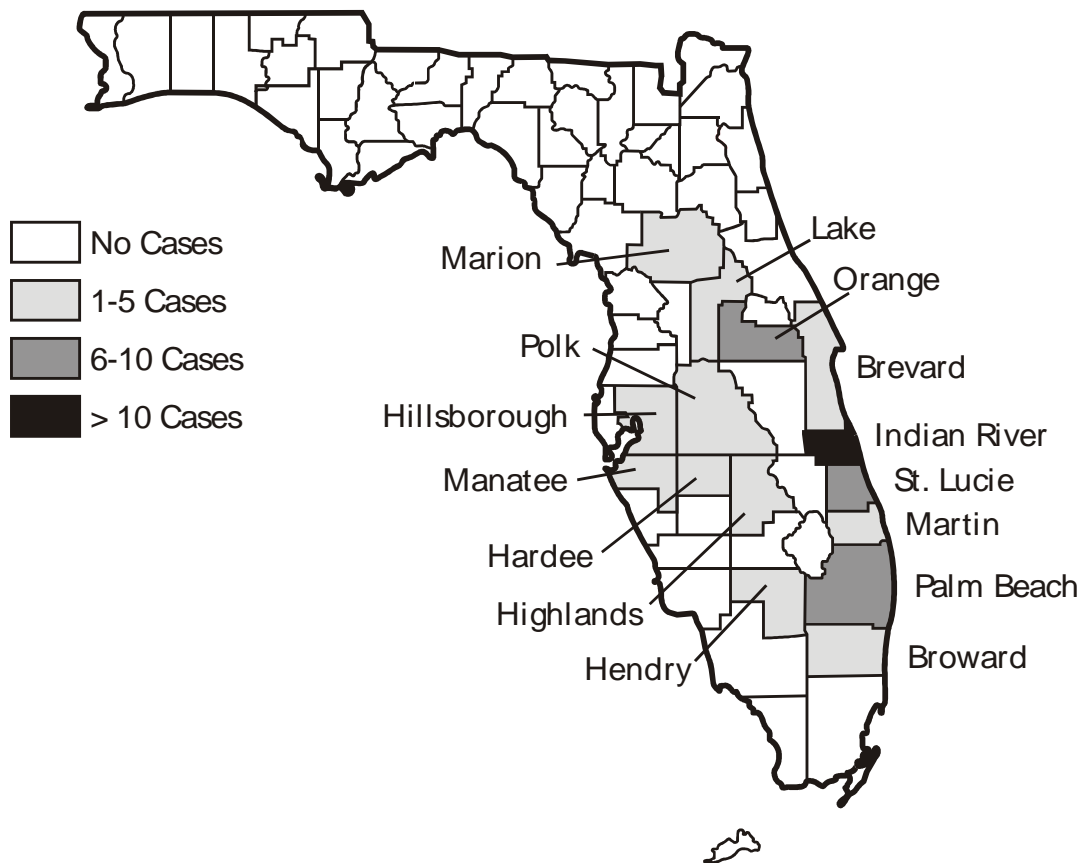 No Cases
1-5 Cases
6-10 Cases
> 10 Cases
Marion
Lake
Orange
Polk
Brevard
Hillsborough
Indian River
Manatee
St. Lucie
Martin
Hardee
Palm Beach
Highlands
Hendry
Broward